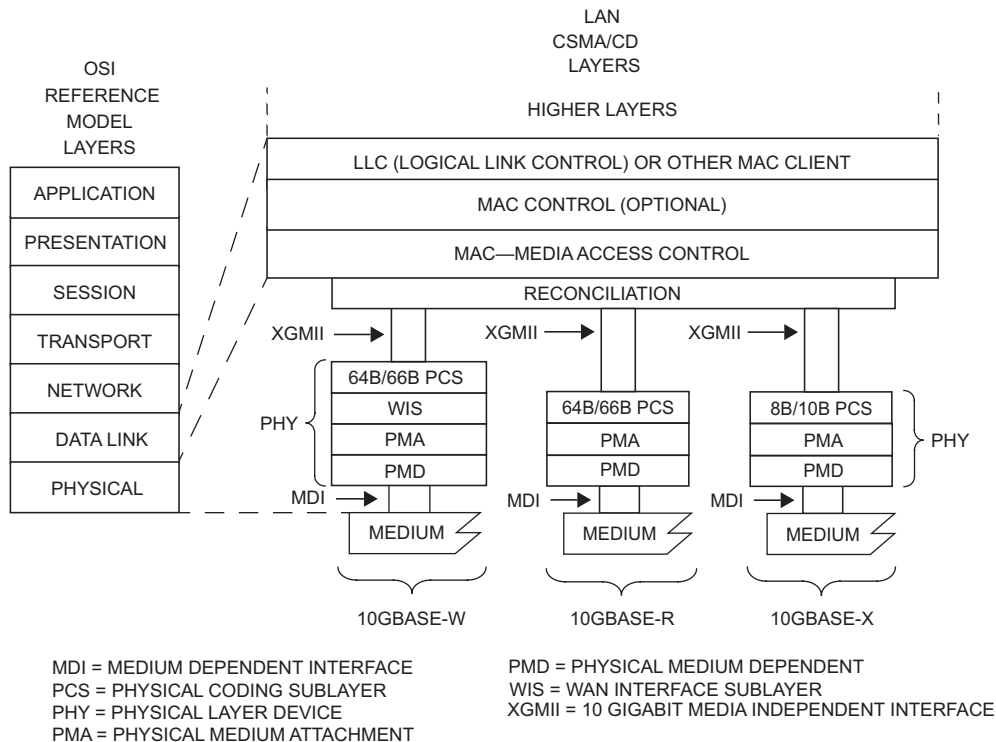 LAN
CSMA/CD
LAYERS
OSI
REFERENCE
MODEL
LAYERS
HIGHER LAYERS
APPLICATION
PRESENTATION
SESSION
TRANSPORT
NETWORK
DATA LINK
PHYSICAL
LLC (LOGICAL LINK CONTROL) OR OTHER MAC CLIENT
MAC CONTROL (OPTIONAL)
MAC—MEDIA ACCESS CONTROL
RECONCILIATION
XGMII
XGMII
XGMII
PHY
64B/66B PCS
WIS
PMA
PMD
MDI
MEDIUM
10GBASE-W
64B/66B PCS
PMA
PMD
MDI
MEDIUM
10GBASE-R
8B/10B PCS
PMA
PMD
PHY
MDI
MEDIUM
10GBASE-X
MDI = MEDIUM DEPENDENT INTERFACE
PCS = PHYSICAL CODING SUBLAYER
PHY = PHYSICAL LAYER DEVICE
PMA = PHYSICAL MEDIUM ATTACHMENT
PMD = PHYSICAL MEDIUM DEPENDENT
WIS = WAN INTERFACE SUBLAYER
XGMII = 10 GIGABIT MEDIA INDEPENDENT INTERFACE